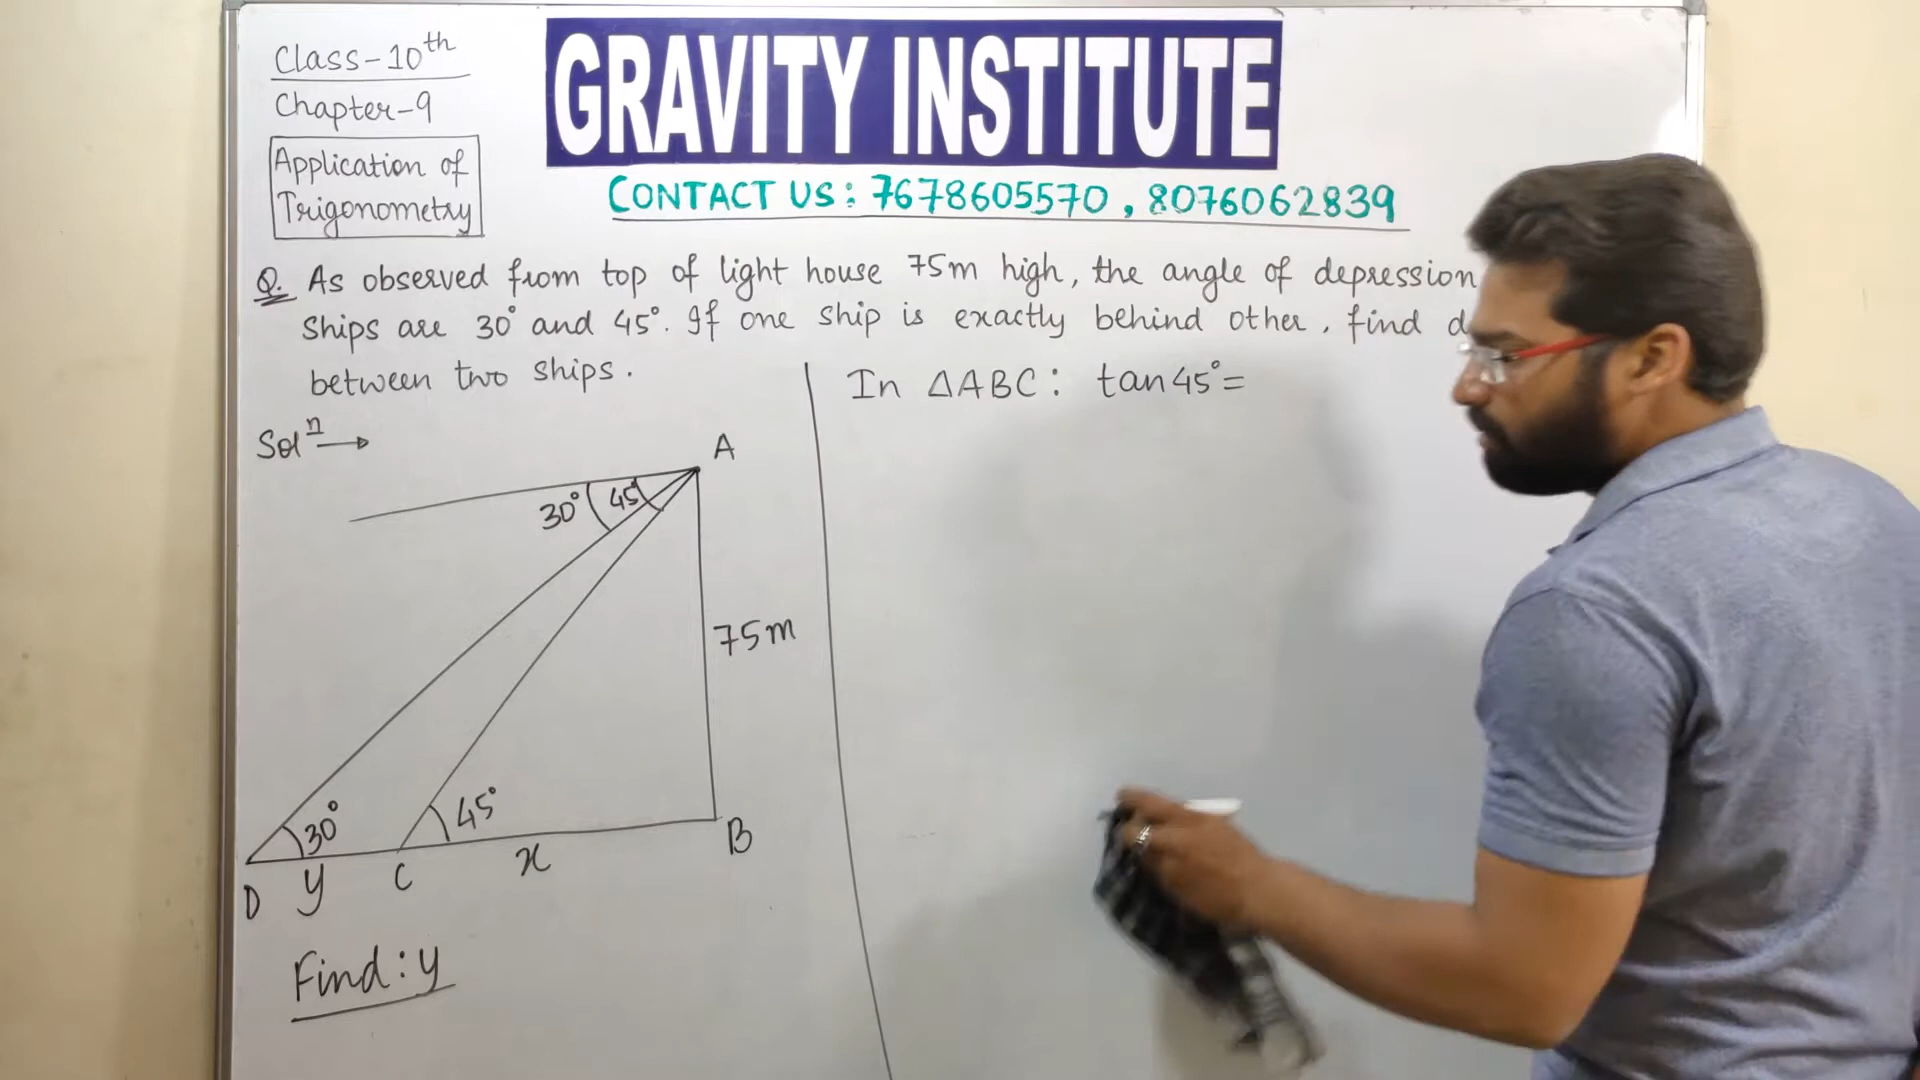 Class-10th
Chapter-9
Application of
Trigonometry
GRAVITY INSTITUTE
CONTACT US: 7678605570, 8076062839
Q. As observed from top of light house 75m high, the angle of depression
Ships are 30° and 45°. If one ship is exactly behind other, find
between two ships.
Solⁿ →
In △ABC: tan45°=
A
30° 45°
75m
30°
45°
D y C x B
Find: y